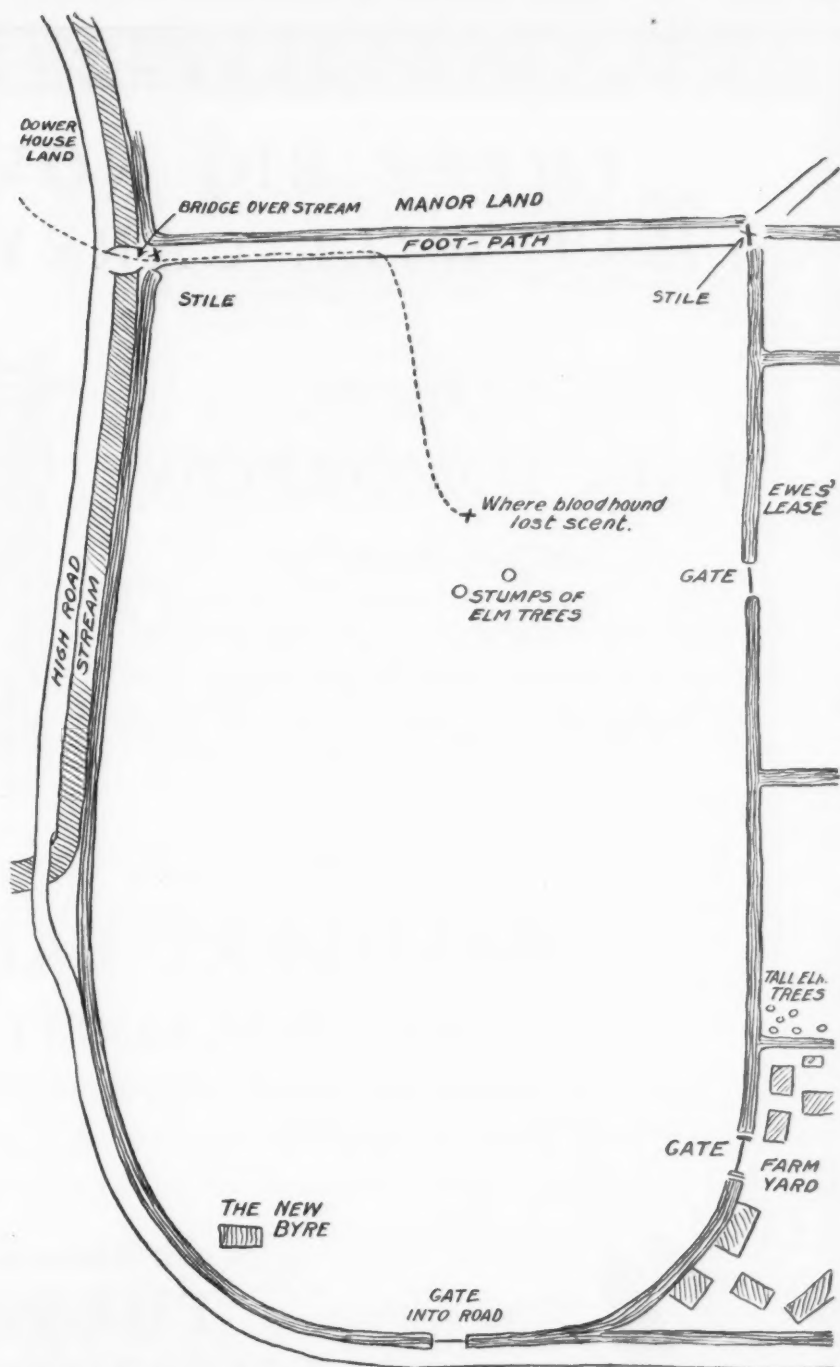 DOWER
HOUSE
LAND
BRIDGE OVER STREAM
MANOR LAND
FOOT-PATH
STILE
STILE
Where bloodhound
lost scent.
EWES'
LEASE
GATE
STUMPS OF
ELM TREES
HIGH ROAD
STREAM
TALL ELM
TREES
GATE
FARM
YARD
THE NEW
BYRE
GATE
INTO ROAD